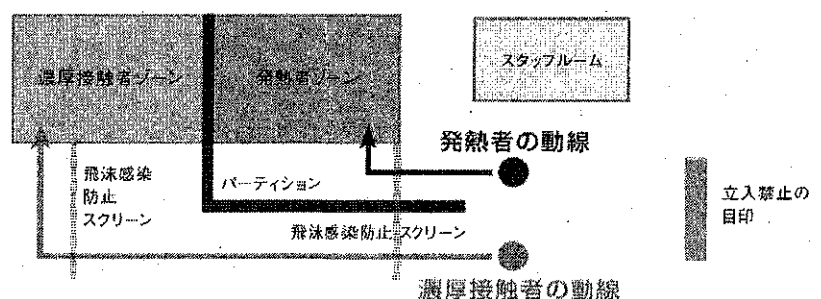 濃厚接触者ゾーン
発熱者ゾーン
スタッフルーム
発熱者の動線
飛沫感染
防止
スクリーン
パーティション
飛沫感染防止スクリーン
立入禁止の
目印
濃厚接触者の動線